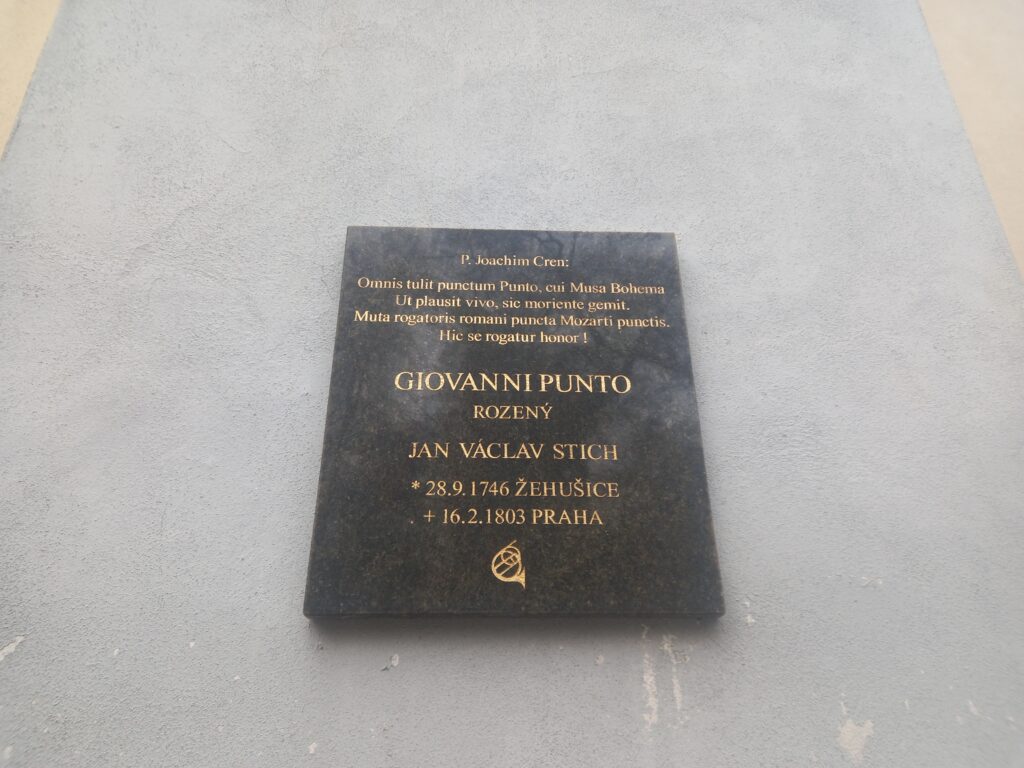 P. Joachim Cren:
Omnis tulit punctum Punto, cui Musa Bohema
Ut plausit vivo, sic moriente gemit.
Muta rogatoris romani puncta Mozarti punctis.
Hic se rogatur honor !
GIOVANNI PUNTO
ROZENÝ
JAN VÁCLAV STICH
* 28.9.1746 ŽEHUŠICE
+ 16.2.1803 PRAHA